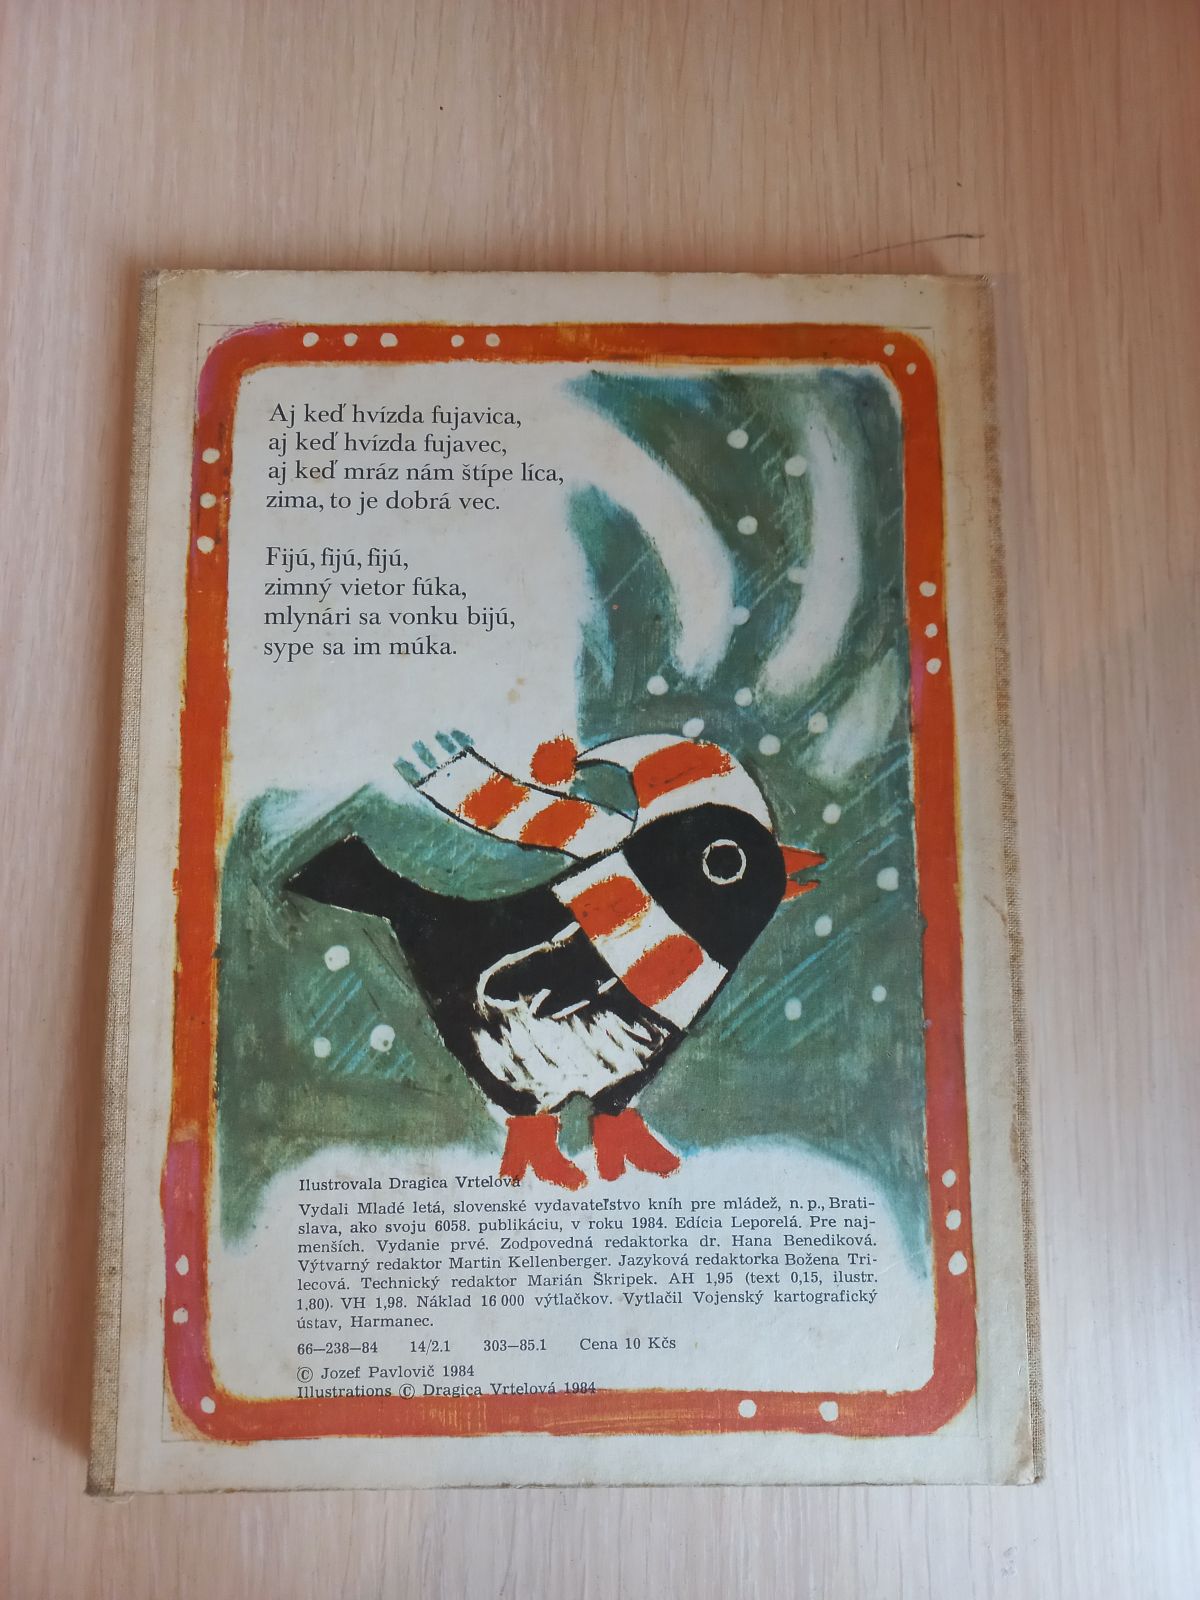 Aj keď hvízda fujavica,
aj keď hvízda fujavec,
aj keď mráz nám štípe líca,
zima, to je dobrá vec.
Fijú, fijú, fijú,
zimný vietor fúka,
mlynári sa vonku bijú,
sype sa im múka.
Ilustrovala Dragica Vrtelová
Vydali Mladé letá, slovenské vydavateľstvo kníh pre mládež, n. p., Brati-
slava, ako svoju 6058. publikáciu, v roku 1984. Edícia Leporelá. Pre naj-
menších. Vydanie prvé. Zodpovedná redaktorka dr. Hana Benediková.
Výtvarný redaktor Martin Kellenberger. Jazyková redaktorka Božena Tri-
lecová. Technický redaktor Marián Škripek. AH 1,95 (text 0,15, ilustr.
1,80). VH 1,98. Náklad 16 000 výtlačkov. Vytlačil Vojenský kartografický
ústav, Harmanec.
66—238—84 14/2.1 303—85.1 Cena 10 Kčs
© Jozef Pavlovič 1984
Illustrations © Dragica Vrtelová 1984